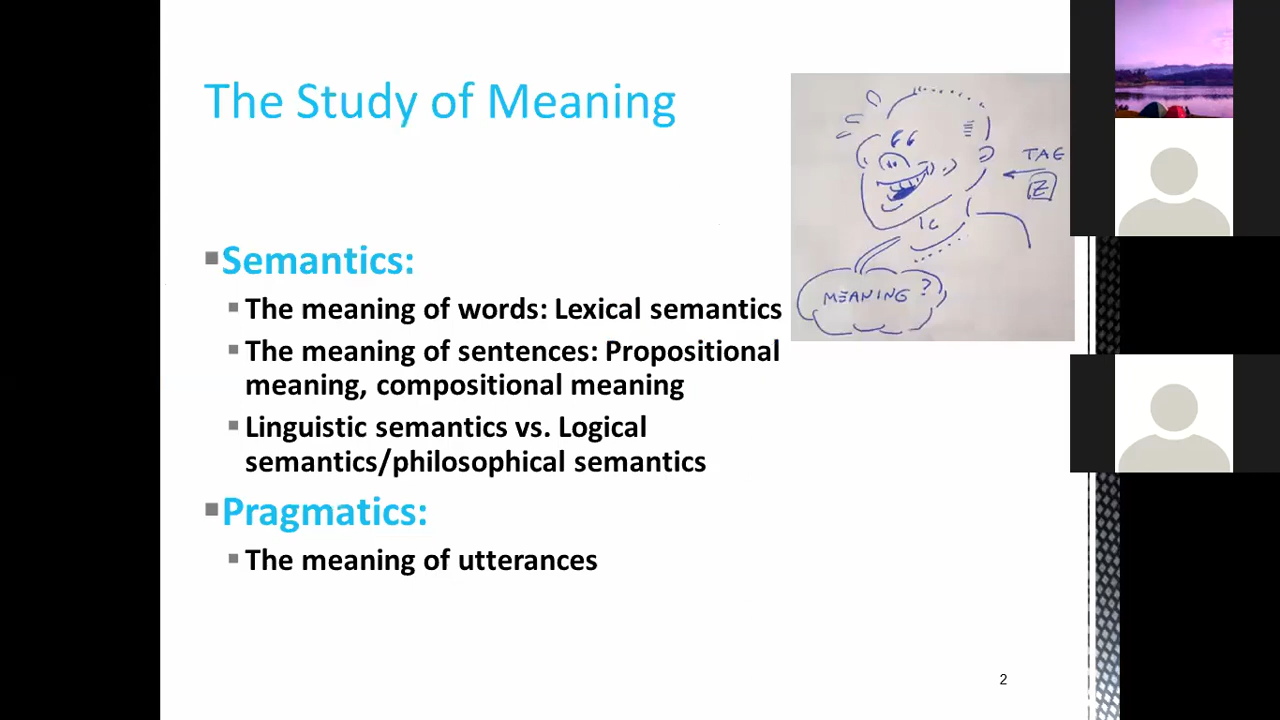 The Study of Meaning
TAG
Z
MEANING?
Semantics:
The meaning of words: Lexical semantics
The meaning of sentences: Propositional
meaning, compositional meaning
Linguistic semantics vs. Logical
semantics/philosophical semantics
Pragmatics:
The meaning of utterances
2